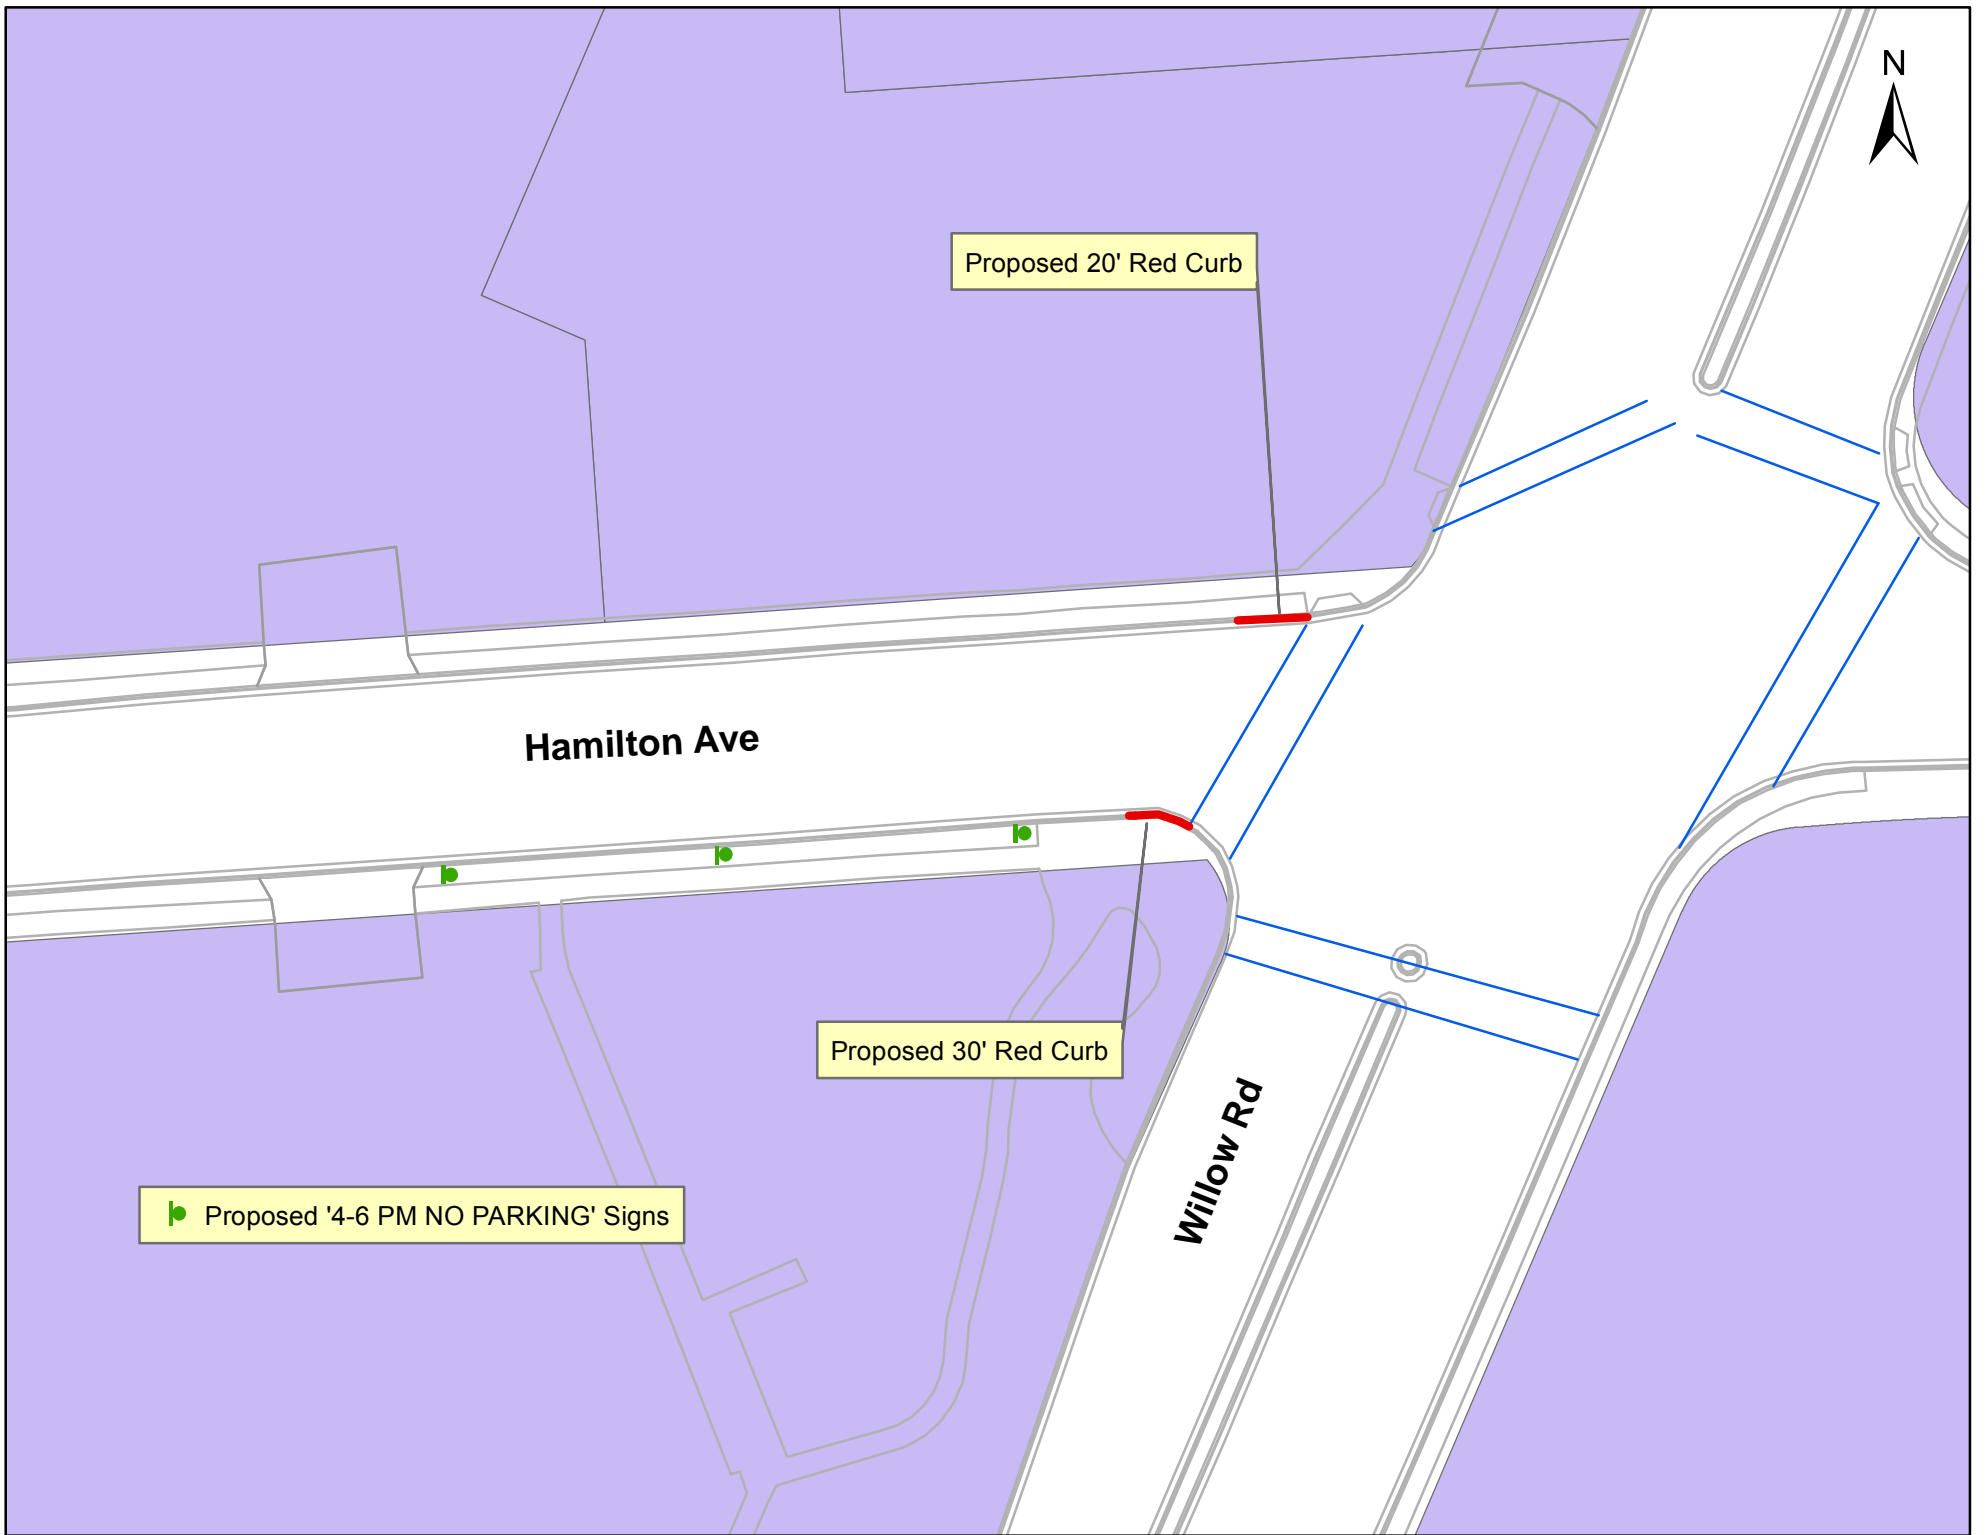 N
Proposed 20' Red Curb
Hamilton Ave
Proposed 30' Red Curb
Willow Rd
Proposed '4-6 PM NO PARKING' Signs